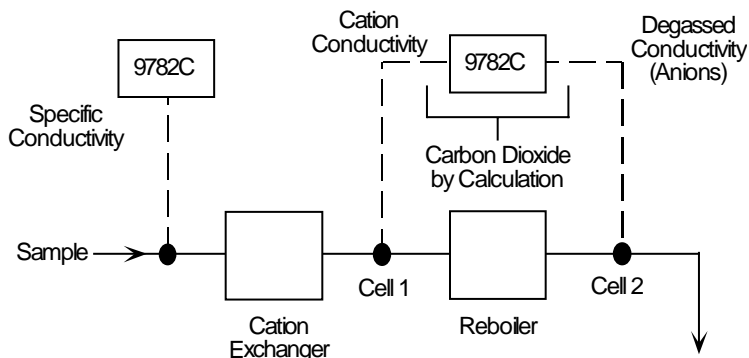 Cation
Conductivity
Degassed
Conductivity
(Anions)
9782C
9782C
Specific
Conductivity
Carbon Dioxide
by Calculation
Sample
Cell 1
Cell 2
Cation
Exchanger
Reboiler